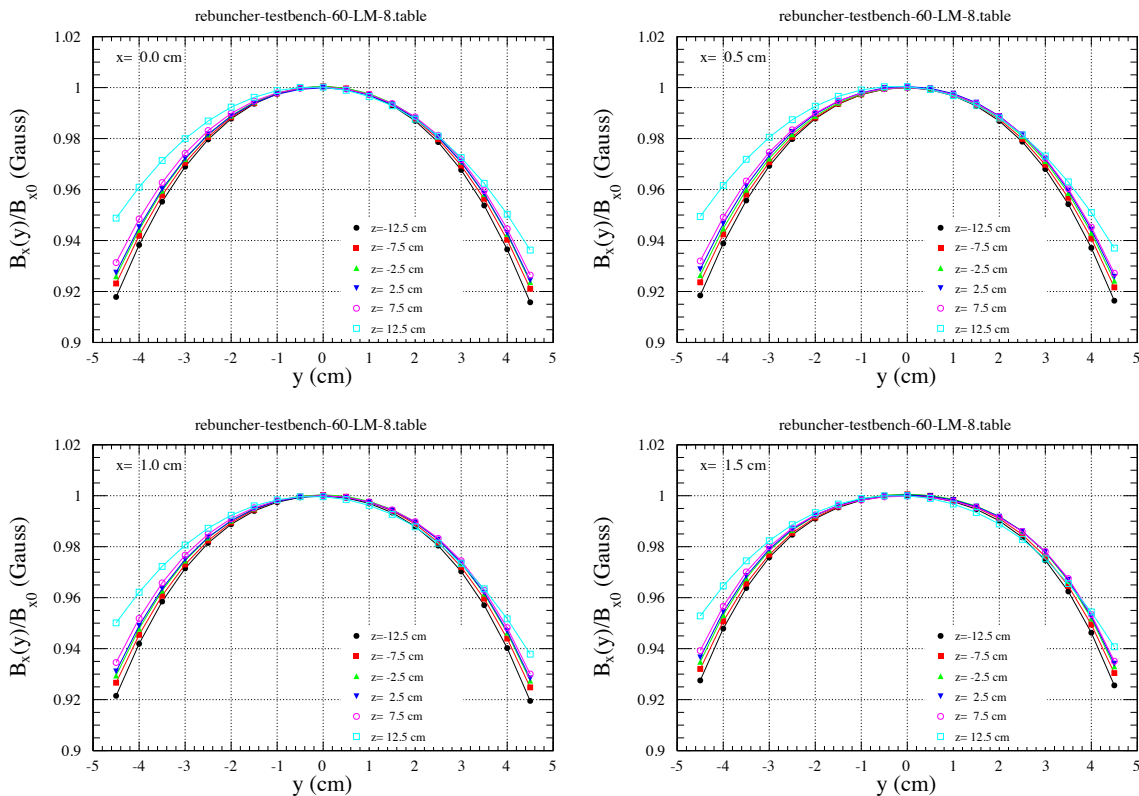 rebuncher-testbench-60-LM-8.table
x= 0.0 cm
B_x(y)/B_x0 (Gauss)
1.02
1
0.98
0.96
0.94
0.92
0.9
z=-12.5 cm
z= -7.5 cm
z= -2.5 cm
z= 2.5 cm
z= 7.5 cm
z= 12.5 cm
-5 -4 -3 -2 -1 0 1 2 3 4 5
y (cm)
rebuncher-testbench-60-LM-8.table
x= 0.5 cm
B_x(y)/B_x0 (Gauss)
1.02
1
0.98
0.96
0.94
0.92
0.9
z=-12.5 cm
z= -7.5 cm
z= -2.5 cm
z= 2.5 cm
z= 7.5 cm
z= 12.5 cm
-5 -4 -3 -2 -1 0 1 2 3 4 5
y (cm)
rebuncher-testbench-60-LM-8.table
x= 1.0 cm
B_x(y)/B_x0 (Gauss)
1.02
1
0.98
0.96
0.94
0.92
0.9
z=-12.5 cm
z= -7.5 cm
z= -2.5 cm
z= 2.5 cm
z= 7.5 cm
z= 12.5 cm
-5 -4 -3 -2 -1 0 1 2 3 4 5
y (cm)
rebuncher-testbench-60-LM-8.table
x= 1.5 cm
B_x(y)/B_x0 (Gauss)
1.02
1
0.98
0.96
0.94
0.92
0.9
z=-12.5 cm
z= -7.5 cm
z= -2.5 cm
z= 2.5 cm
z= 7.5 cm
z= 12.5 cm
-5 -4 -3 -2 -1 0 1 2 3 4 5
y (cm)